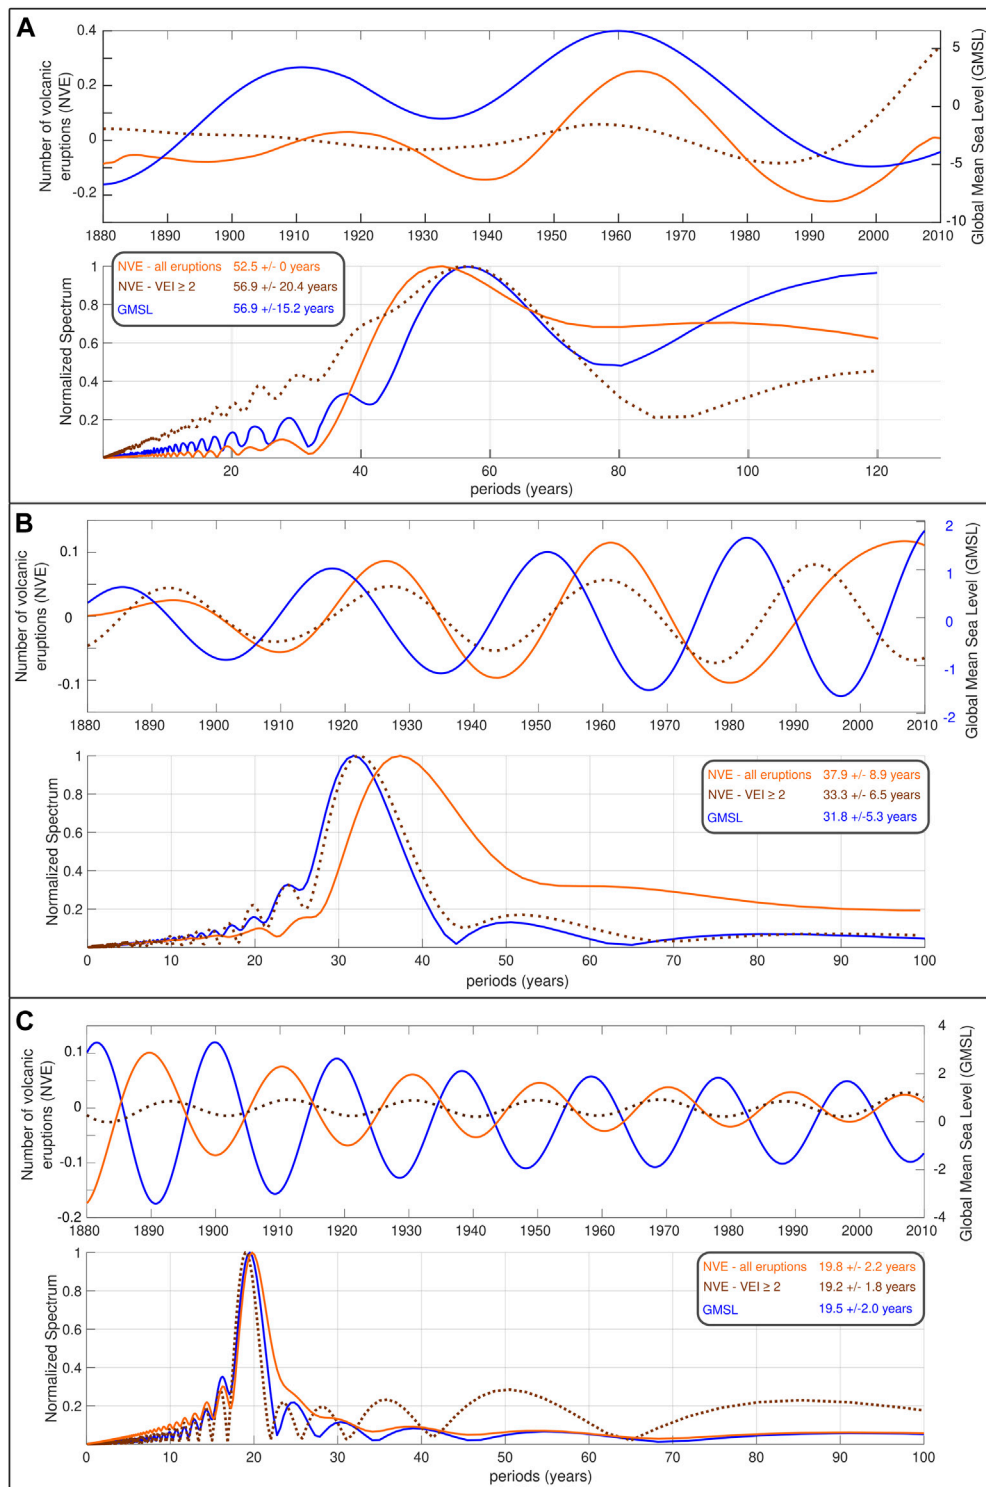 A
Number of volcanic
eruptions (NVE)
0.4
0.2
0
-0.2
5
0
-5
-10
Global Mean Sea Level (GMSL)
1880 1890 1900 1910 1920 1930 1940 1950 1960 1970 1980 1990 2000 2010
NVE - all eruptions 52.5 +/- 0 years
NVE - VEI ≥ 2 56.9 +/- 20.4 years
GMSL 56.9 +/-15.2 years
Normalized Spectrum
1
0.8
0.6
0.4
0.2
20 40 60 80 100 120
periods (years)
B
Number of volcanic
eruptions (NVE)
0.1
0
-0.1
2
1
0
-1
-2
Global Mean Sea Level (GMSL)
1880 1890 1900 1910 1920 1930 1940 1950 1960 1970 1980 1990 2000 2010
Normalized Spectrum
1
0.8
0.6
0.4
0.2
NVE - all eruptions 37.9 +/- 8.9 years
NVE - VEI ≥ 2 33.3 +/- 6.5 years
GMSL 31.8 +/-5.3 years
0 10 20 30 40 50 60 70 80 90 100
periods (years)
C
Number of volcanic
eruptions (NVE)
0.1
0
-0.1
-0.2
4
2
0
-2
-4
Global Mean Sea Level (GMSL)
1880 1890 1900 1910 1920 1930 1940 1950 1960 1970 1980 1990 2000 2010
Normalized Spectrum
1
0.8
0.6
0.4
0.2
NVE - all eruptions 19.8 +/- 2.2 years
NVE - VEI ≥ 2 19.2 +/- 1.8 years
GMSL 19.5 +/-2.0 years
10 20 30 40 50 60 70 80 90 100
periods (years)